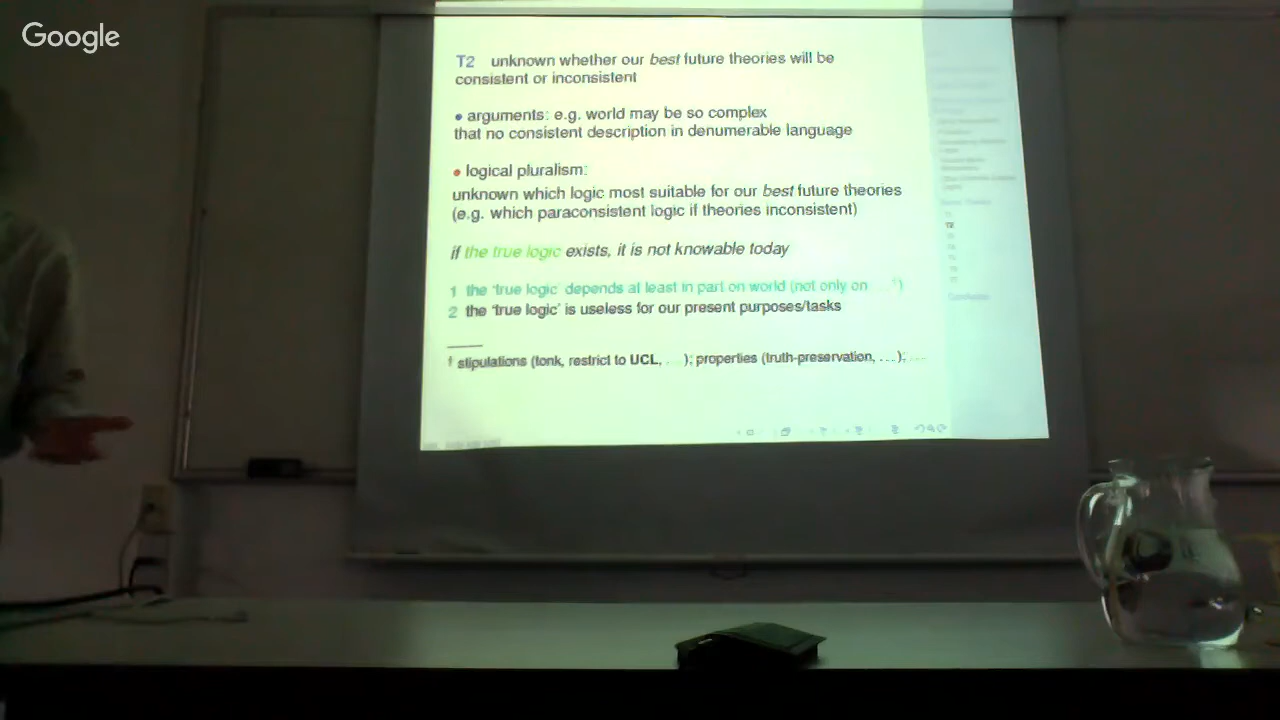 Google
T2 unknown whether our best future theories will be
consistent or inconsistent
• arguments: e.g. world may be so complex
that no consistent description in denumerable language
• logical pluralism:
unknown which logic most suitable for our best future theories
(e.g. which paraconsistent logic if theories inconsistent)
if the true logic exists, it is not knowable today
1 the 'true logic' depends at least in part on world (not only on ... )
2 the 'true logic' is useless for our present purposes/tasks
stipulations (tonk, restrict to UCL, ... ); properties (truth-preservation, ...); ...
T2